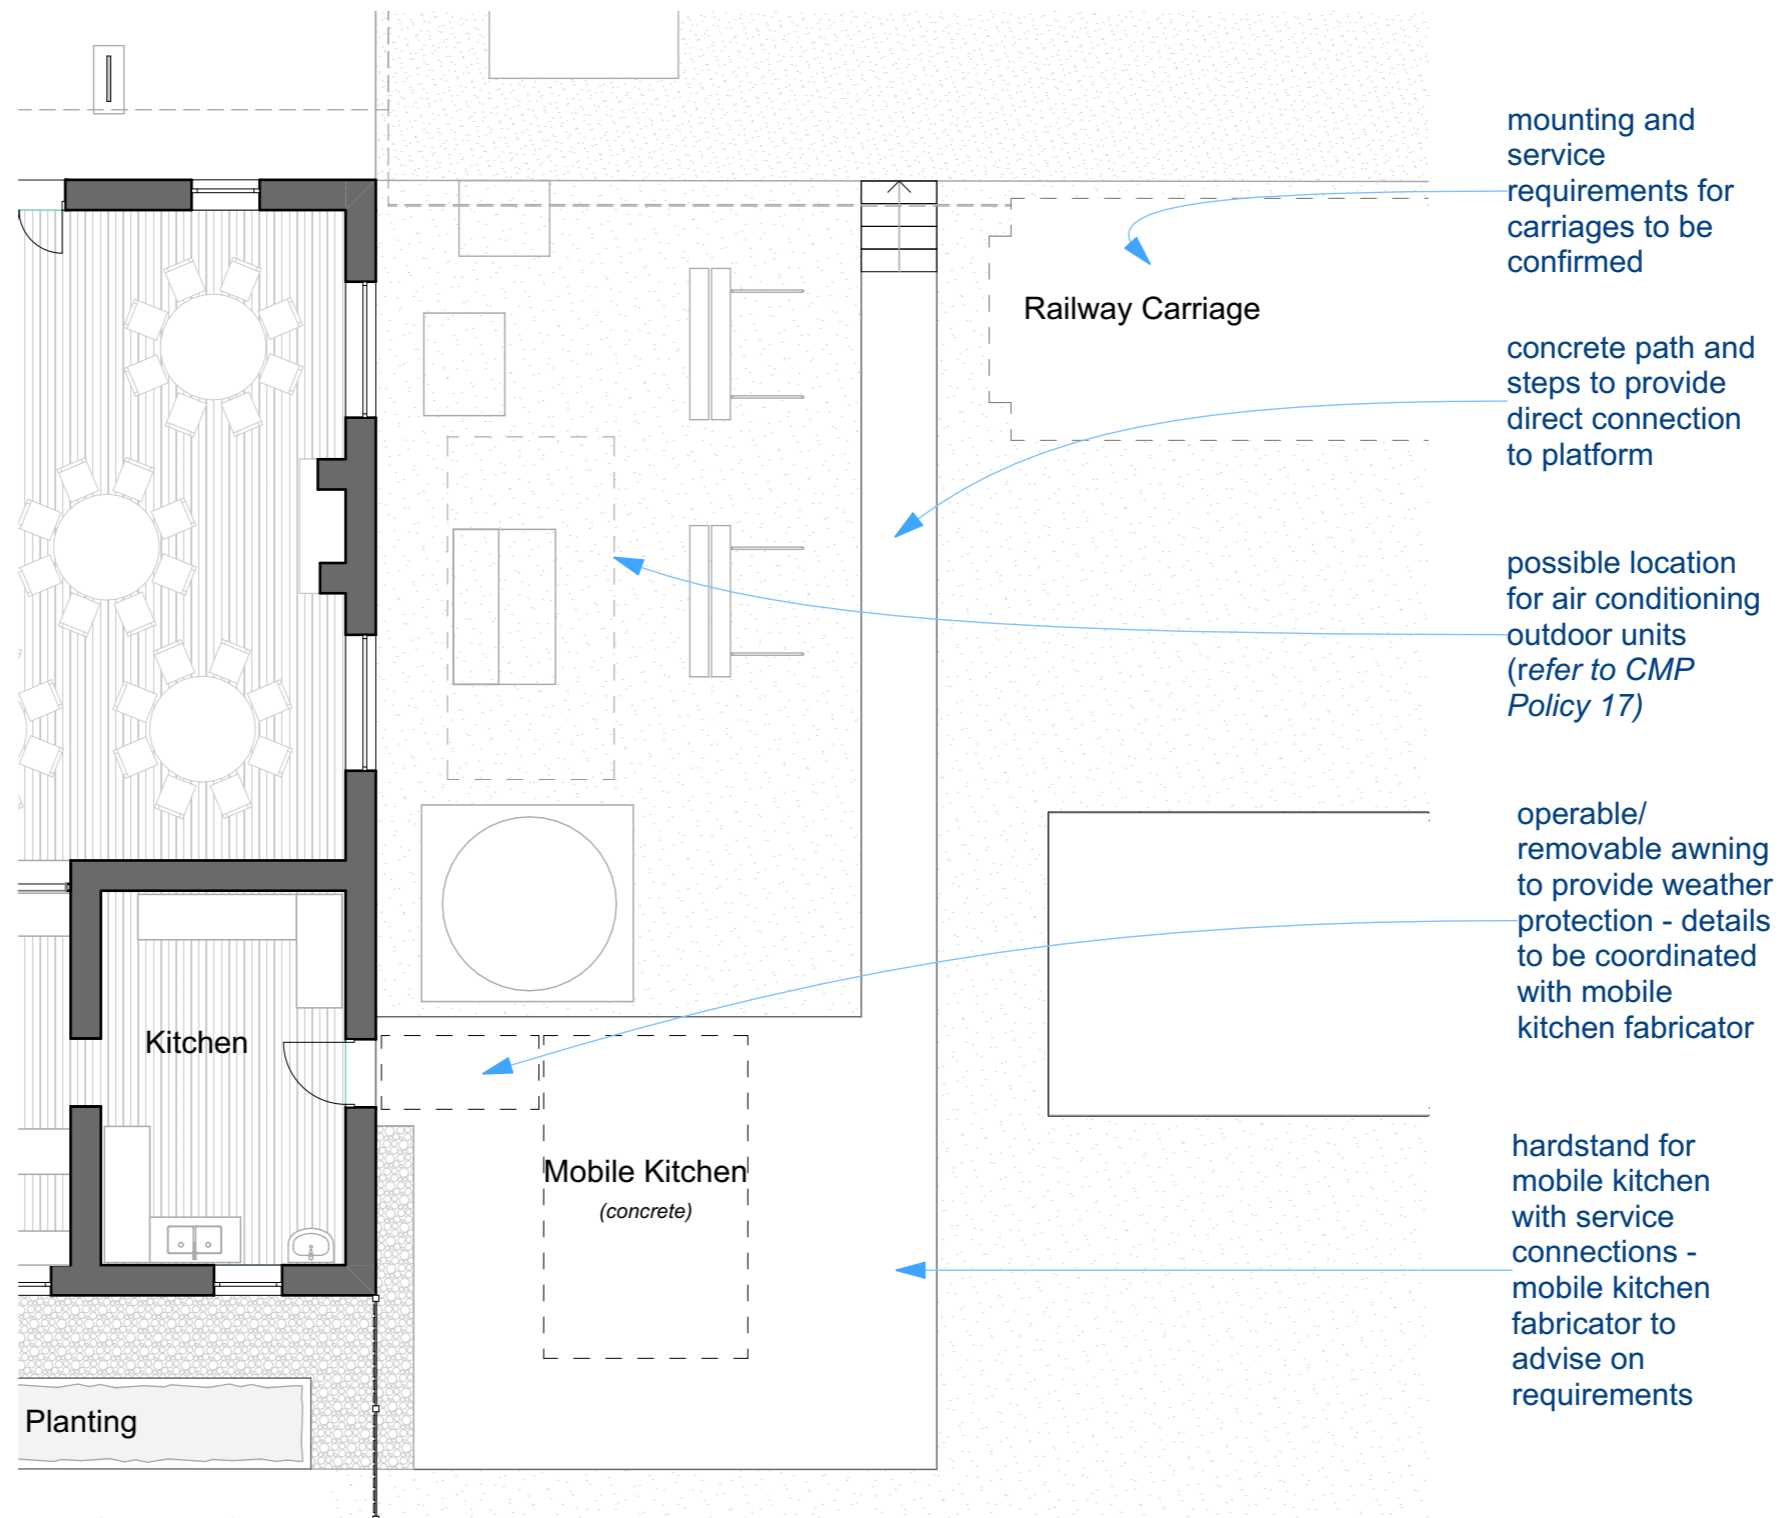 mounting and
service
requirements for
carriages to be
confirmed
Railway Carriage
concrete path and
steps to provide
direct connection
to platform
possible location
for air conditioning
outdoor units
(refer to CMP
Policy 17)
operable/
removable awning
to provide weather
protection - details
to be coordinated
with mobile
kitchen fabricator
Kitchen
Mobile Kitchen
(concrete)
hardstand for
mobile kitchen
with service
connections -
mobile kitchen
fabricator to
advise on
requirements
Planting